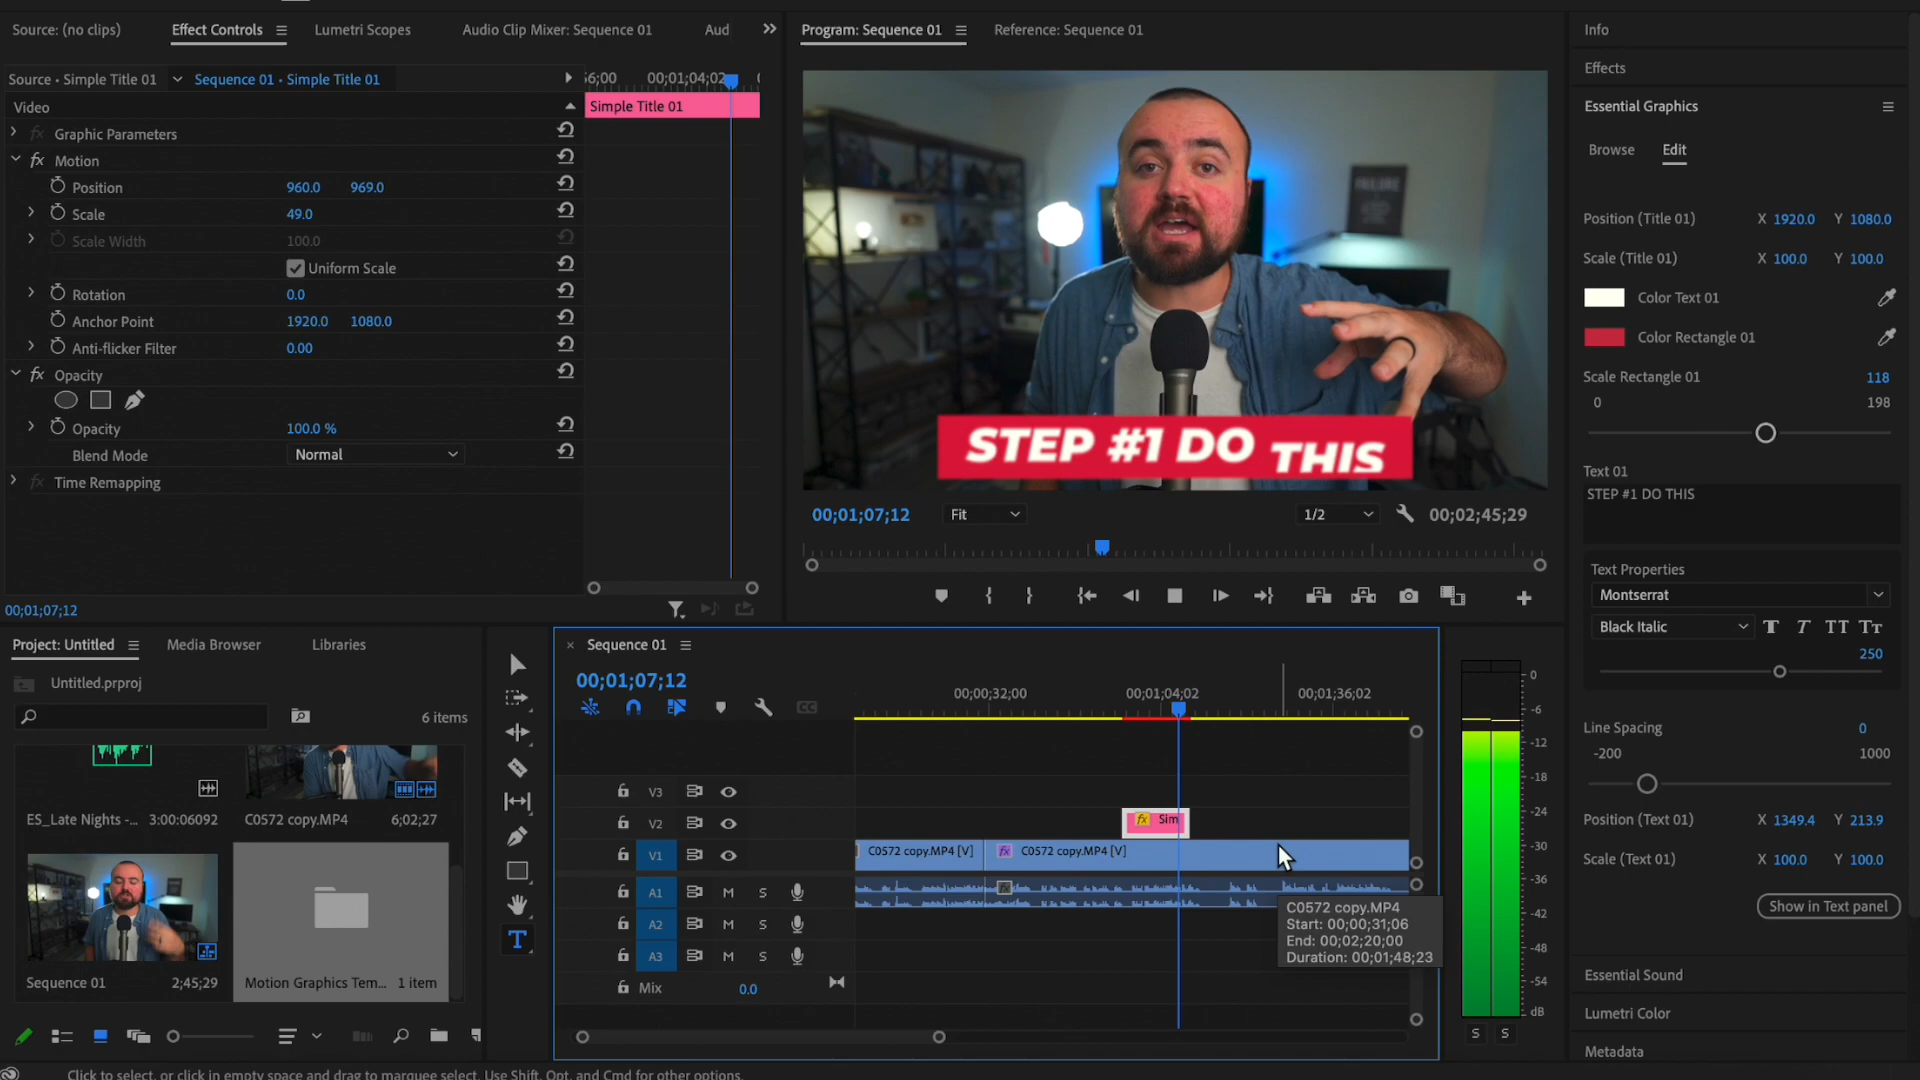 Source: (no clips)
Effect Controls
Lumetri Scopes
Audio Clip Mixer: Sequence 01
Aud
Source • Simple Title 01
Sequence 01 • Simple Title 01
;00
00;01;04;02
Video
Simple Title 01
fx Graphic Parameters
fx Motion
Position 960.0 969.0
Scale 49.0
Scale Width 100.0
Uniform Scale
Rotation 0.0
Anchor Point 1920.0 1080.0
Anti-flicker Filter 0.00
fx Opacity
Opacity 100.0 %
Blend Mode Normal
fx Time Remapping
00;01;07;12
Program: Sequence 01
Reference: Sequence 01
FAILURE
STEP #1 DO THIS
00;01;07;12
Fit
1/2
00;02;45;29
Info
Effects
Essential Graphics
Browse
Edit
Position (Title 01) X 1920.0 Y 1080.0
Scale (Title 01) X 100.0 Y 100.0
Color Text 01
Color Rectangle 01
Scale Rectangle 01 118
0 198
Text 01
STEP #1 DO THIS
Text Properties
Montserrat
Black Italic T T TT Tt
250
Line Spacing 0
-200 1000
Position (Text 01) X 1349.4 Y 213.9
Scale (Text 01) X 100.0 Y 100.0
Show in Text panel
Essential Sound
Lumetri Color
Metadata
Project: Untitled
Media Browser
Libraries
Untitled.prproj
6 items
ES_Late Nights -... 3:00:06092
C0572 copy.MP4 6;02;27
Sequence 01 2;45;29
Motion Graphics Tem... 1 item
T
Sequence 01
00;01;07;12
CC
00;00;32;00
00;01;04;02
00;01;36;02
V3
V2
fx Sim
V1
C0572 copy.MP4 [V]
fx C0572 copy.MP4 [V]
A1 M S
fx
A2 M S
A3 M S
Mix 0.0
C0572 copy.MP4
Start: 00;00;31;06
End: 00;02;20;00
Duration: 00;01;48;23
0
-6
-12
-18
-24
-30
-36
-42
-48
-54
dB
S S
Click to select, or click in empty space and drag to marquee select. Use Shift, Opt, and Cmd for other options.